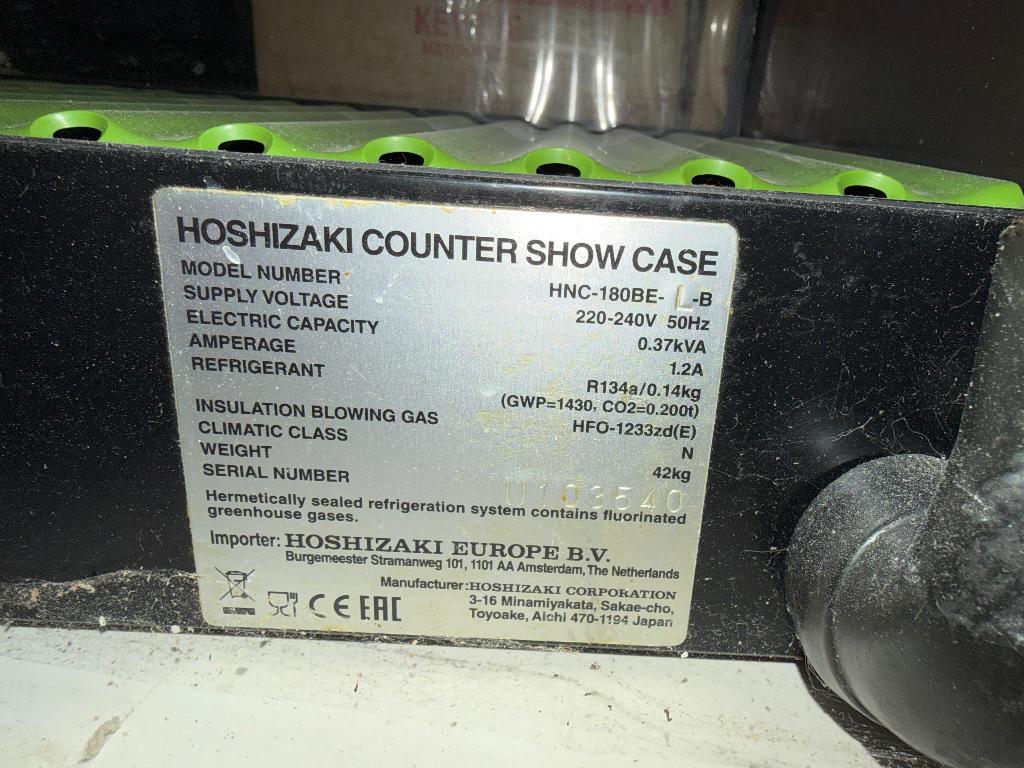 HOSHIZAKI COUNTER SHOW CASE
MODEL NUMBER HNC-180BE- L-B
SUPPLY VOLTAGE 220-240V 50Hz
ELECTRIC CAPACITY 0.37kVA
AMPERAGE 1.2A
REFRIGERANT R134a/0.14kg
(GWP=1430, CO2=0.200t)
INSULATION BLOWING GAS HFO-1233zd(E)
CLIMATIC CLASS N
WEIGHT 42kg
SERIAL NUMBER U103540
Hermetically sealed refrigeration system contains fluorinated
greenhouse gases.
Importer: HOSHIZAKI EUROPE B.V.
Burgemeester Stramanweg 101, 1101 AA Amsterdam, The Netherlands
Manufacturer:HOSHIZAKI CORPORATION
3-16 Minamiyakata, Sakae-cho,
Toyoake, Aichi 470-1194 Japan
CE EAC